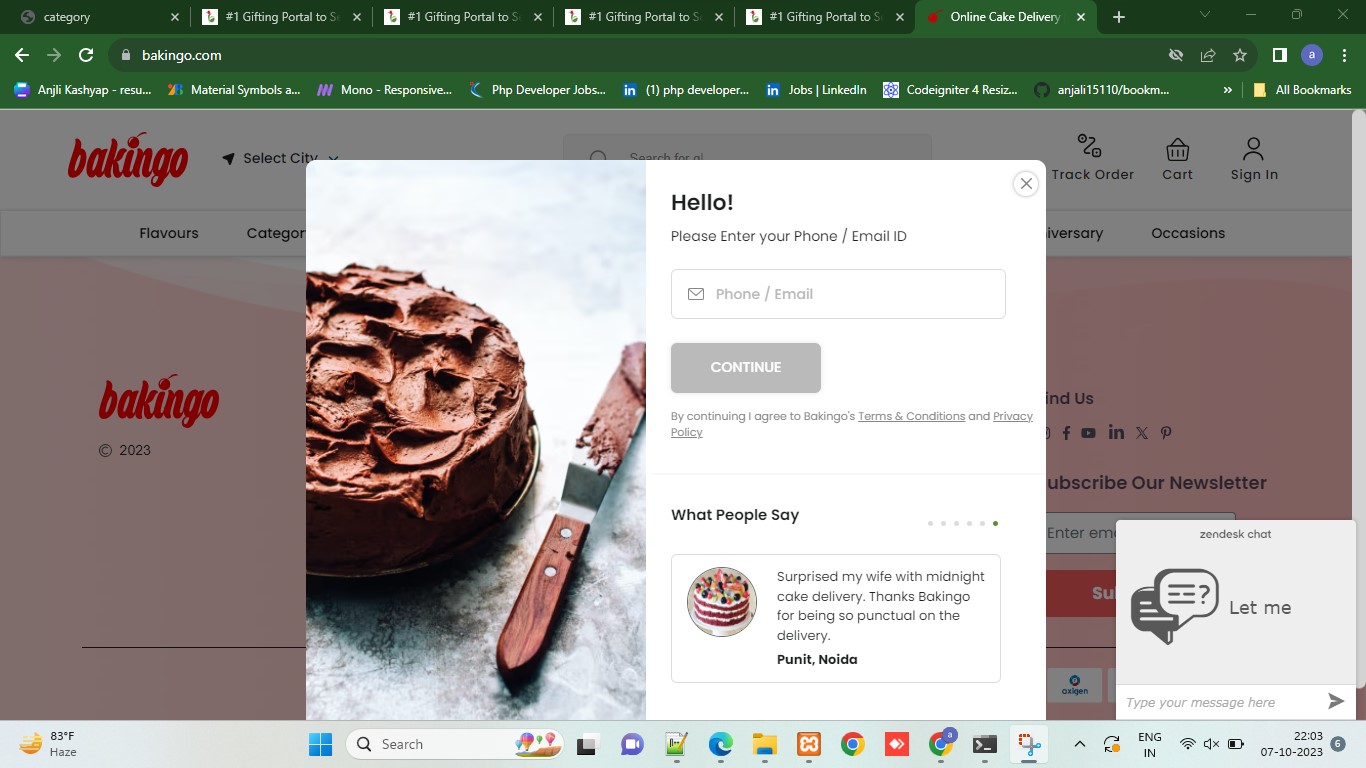 category
#1 Gifting Portal to Se
#1 Gifting Portal to Se
#1 Gifting Portal to Se
#1 Gifting Portal to Se
Online Cake Delivery
bakingo.com
a
Anjli Kashyap - resu...
Material Symbols a...
Mono - Responsive...
Php Developer Jobs...
(1) php developer...
Jobs | LinkedIn
Codeigniter 4 Resiz...
anjali15110/bookm...
»
All Bookmarks
bakingo
Select City
Search for
Track Order
Cart
Sign In
Flavours
Categor
iversary
Occasions
Hello!
Please Enter your Phone / Email ID
Phone / Email
CONTINUE
By continuing I agree to Bakingo's Terms & Conditions and Privacy
Policy
What People Say
Surprised my wife with midnight
cake delivery. Thanks Bakingo
for being so punctual on the
delivery.
Punit, Noida
bakingo
© 2023
ind Us
ubscribe Our Newsletter
Enter ema
Su
oxigen
zendesk chat
Let me
Type your message here
83°F
Haze
Search
a
ENG
IN
22:03
07-10-2023
6